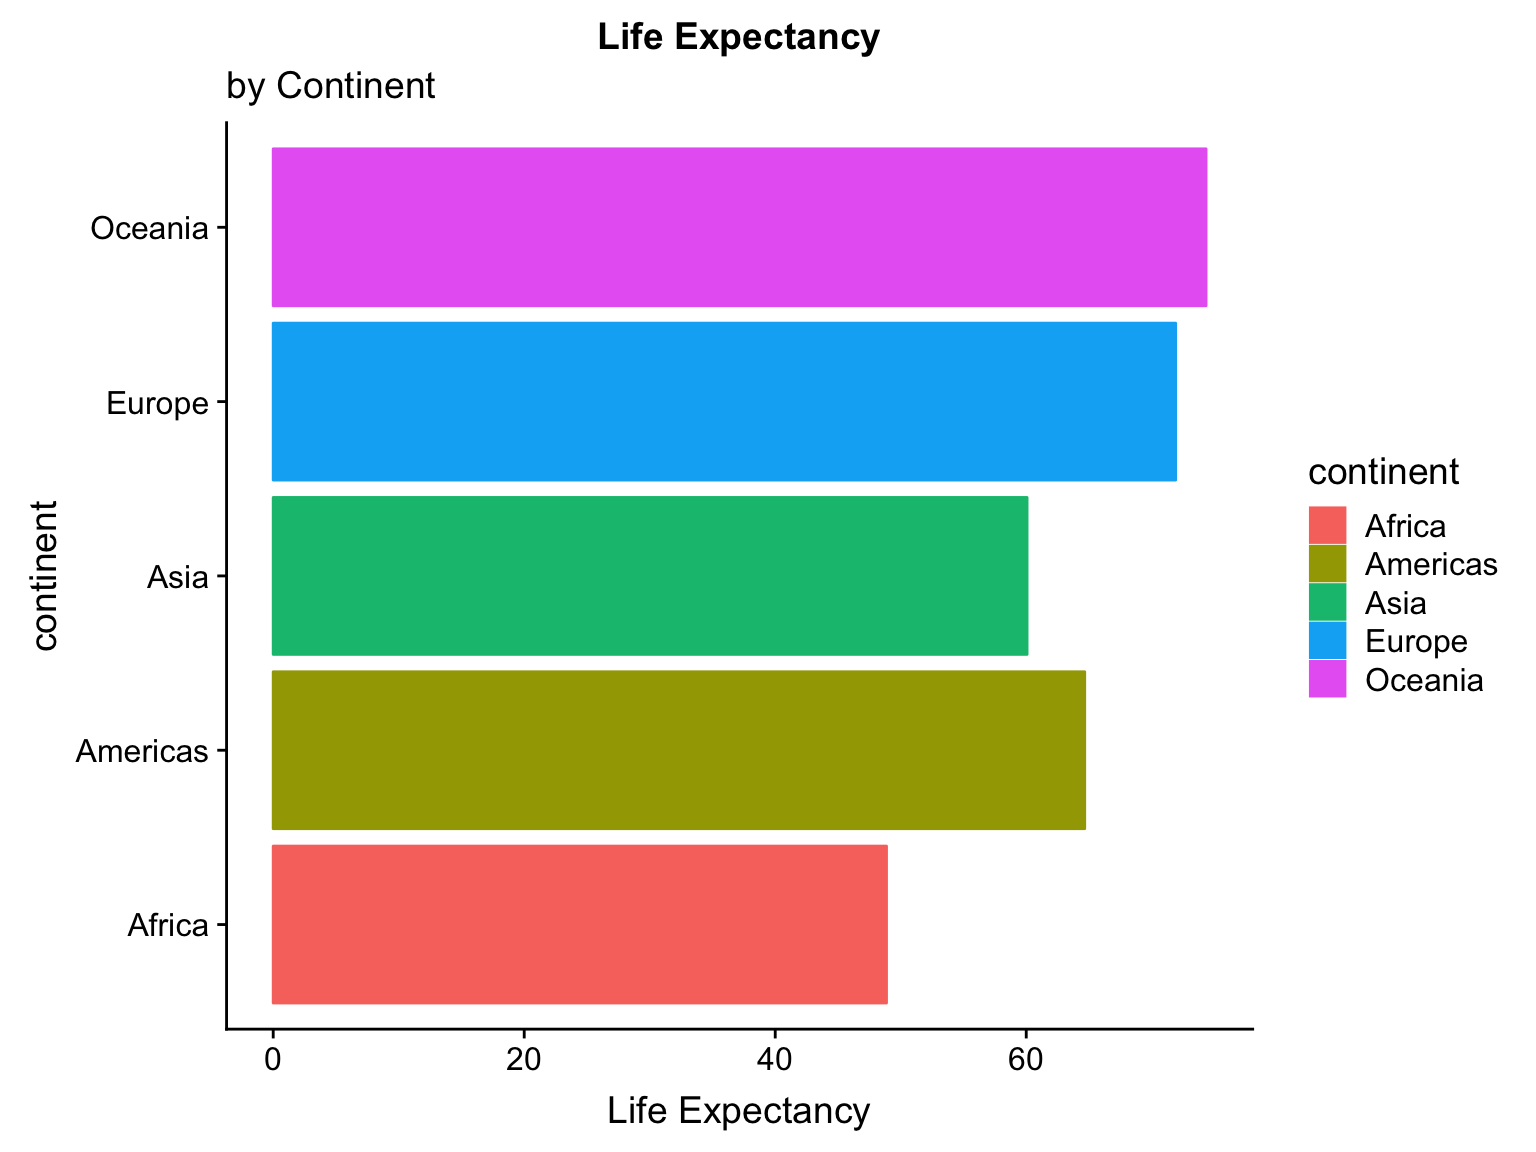 Life Expectancy
by Continent
continent
Oceania
Europe
Asia
Americas
Africa
0 20 40 60
Life Expectancy
continent
Africa
Americas
Asia
Europe
Oceania